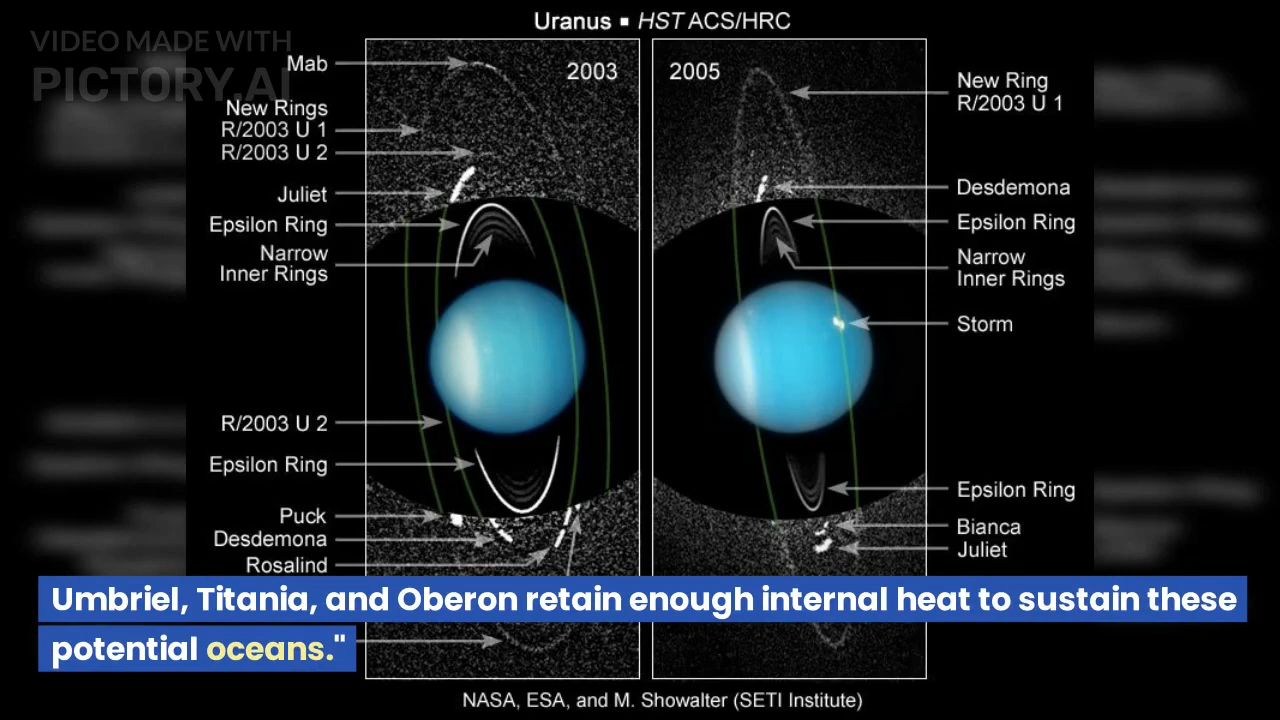 Uranus ▪ HST ACS/HRC
VIDEO MADE WITH
PICTORY.AI
2003
Mab
New Rings
R/2003 U 1
R/2003 U 2
Juliet
Epsilon Ring
Narrow
Inner Rings
R/2003 U 2
Epsilon Ring
Puck
Desdemona
Rosalind
2005
New Ring
R/2003 U 1
Desdemona
Epsilon Ring
Narrow
Inner Rings
Storm
Epsilon Ring
Bianca
Juliet
Umbriel, Titania, and Oberon retain enough internal heat to sustain these
potential oceans."
NASA, ESA, and M. Showalter (SETI Institute)